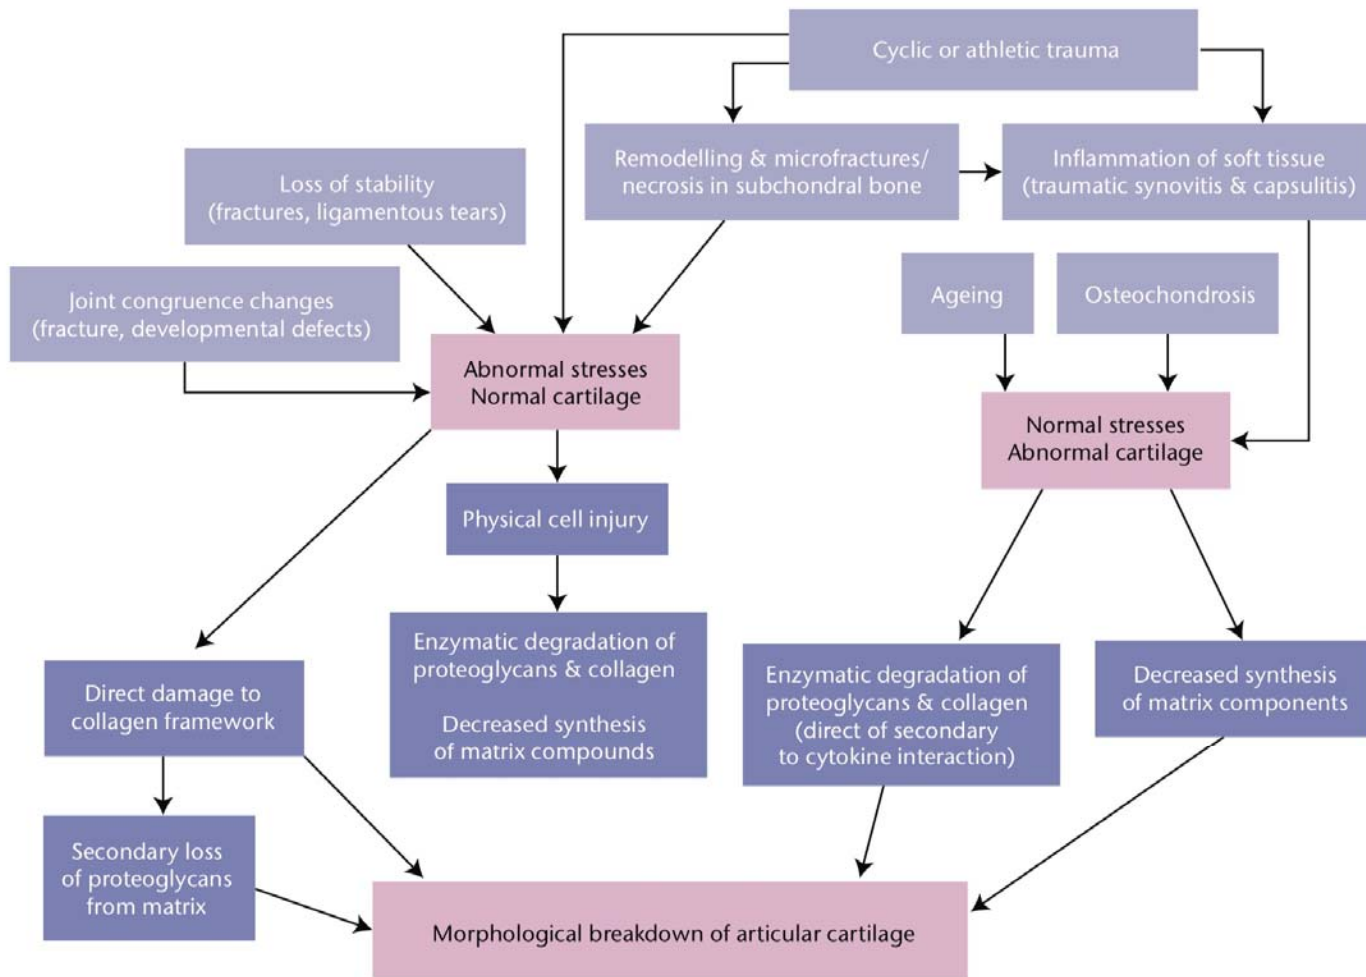 Cyclic or athletic trauma
Remodelling & microfractures/
necrosis in subchondral bone
Inflammation of soft tissue
(traumatic synovitis & capsulitis)
Loss of stability
(fractures, ligamentous tears)
Joint congruence changes
(fracture, developmental defects)
Ageing
Osteochondrosis
Abnormal stresses
Normal cartilage
Normal stresses
Abnormal cartilage
Physical cell injury
Enzymatic degradation of
proteoglycans & collagen
Decreased synthesis
of matrix compounds
Direct damage to
collagen framework
Enzymatic degradation of
proteoglycans & collagen
(direct of secondary
to cytokine interaction)
Decreased synthesis
of matrix components
Secondary loss
of proteoglycans
from matrix
Morphological breakdown of articular cartilage